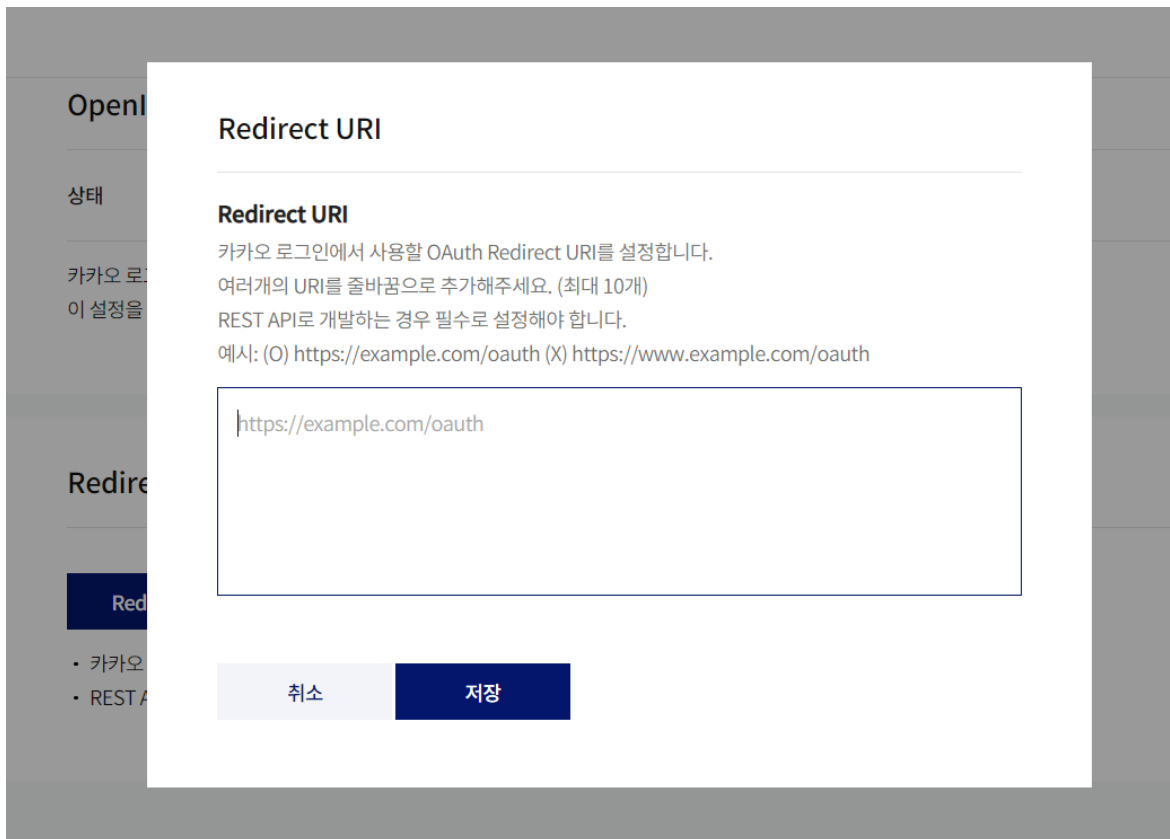 OpenI
상태
카카오 로
이 설정을
Redire
Red
• 카카오
• REST A
Redirect URI
Redirect URI
카카오 로그인에서 사용할 OAuth Redirect URI를 설정합니다.
여러개의 URI를 줄바꿈으로 추가해주세요. (최대 10개)
REST API로 개발하는 경우 필수로 설정해야 합니다.
예시: (O) https://example.com/oauth (X) https://www.example.com/oauth
https://example.com/oauth
취소 저장